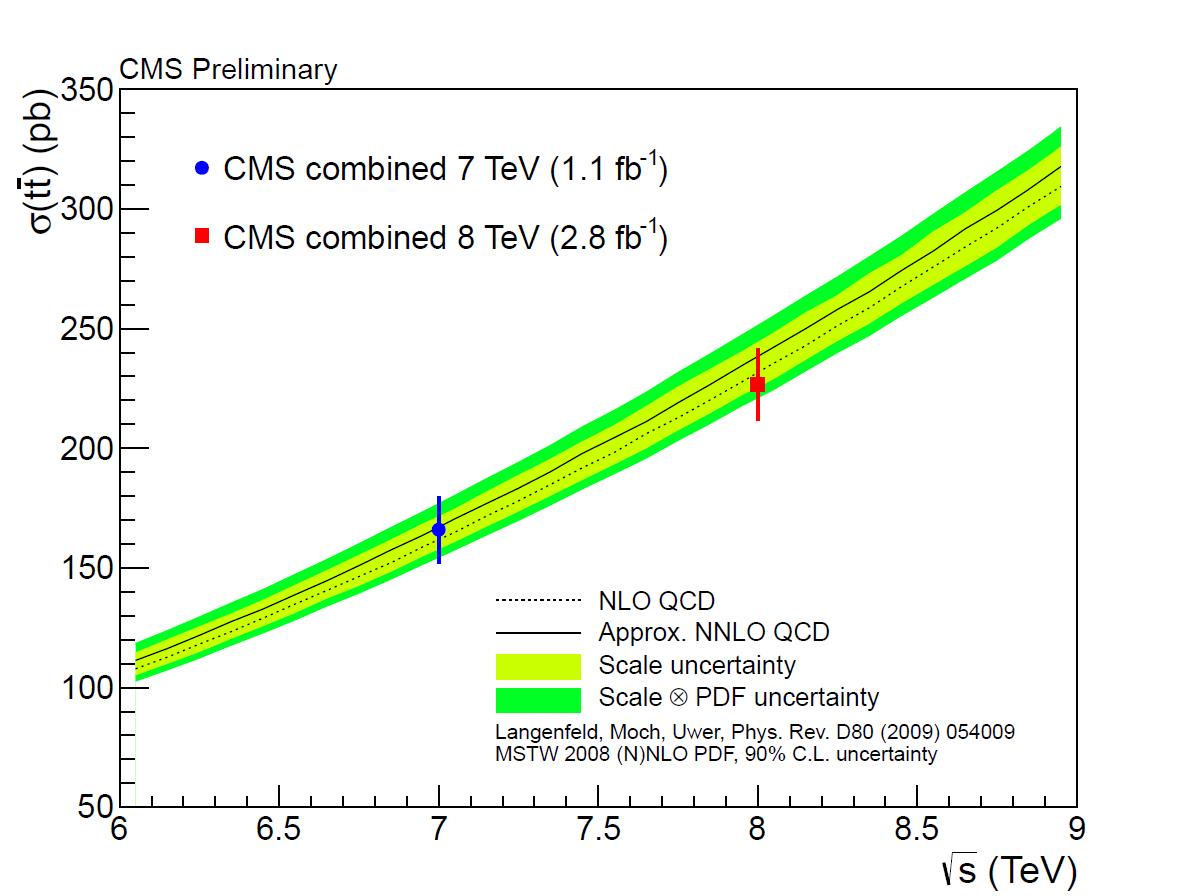 CMS Preliminary
σ(tt̄) (pb)
350
300
250
200
150
100
50
CMS combined 7 TeV (1.1 fb⁻¹)
CMS combined 8 TeV (2.8 fb⁻¹)
NLO QCD
Approx. NNLO QCD
Scale uncertainty
Scale ⊗ PDF uncertainty
Langenfeld, Moch, Uwer, Phys. Rev. D80 (2009) 054009
MSTW 2008 (N)NLO PDF, 90% C.L. uncertainty
6 6.5 7 7.5 8 8.5 9
√s (TeV)